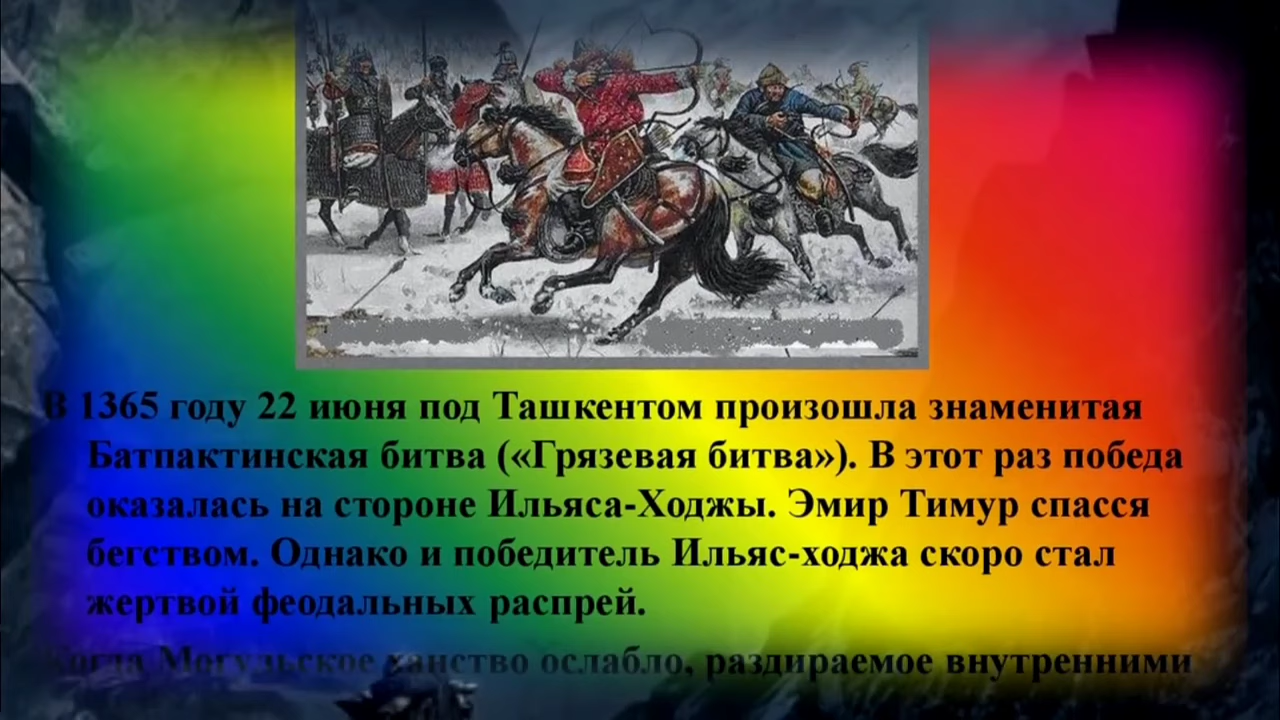 В 1365 году 22 июня под Ташкентом произошла знаменитая
Батпактинская битва («Грязевая битва»). В этот раз победа
оказалась на стороне Ильяса-Ходжы. Эмир Тимур спасся
бегством. Однако и победитель Ильяс-ходжа скоро стал
жертвой феодальных распрей.
Когда Могульское ханство ослабло, раздираемое внутренними